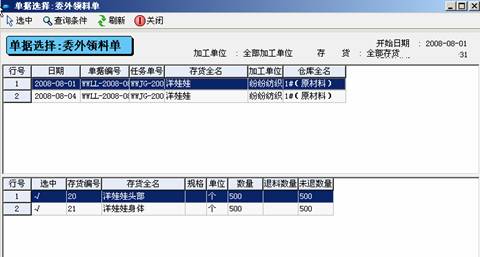 单据选择:委外领料单
选中 查询条件 刷新 关闭
单据选择:委外领料单
开始日期 : 2008-08-01
加工单位 : 全部加工单位 存 货 : 全部存货 31
行号 日期 单据编号 任务单号 存货全名 加工单位 仓库全名
1 2008-08-01 WWLL-2008-08 WWJG-200 洋娃娃 纷纷纺织 1#(原材料)
2 2008-08-04 WWLL-2008-08 WWJG-200 洋娃娃 纷纷纺织 1#(原材料)
行号 选中 存货编号 存货全名 规格 单位 数量 退料数量 未退数量
1 √ 20 洋娃娃头部 个 500 500
2 √ 21 洋娃娃身体 个 500 500